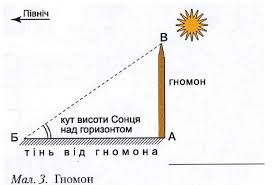 Північ
В
гномон
кут висоти Сонця
над горизонтом
Б
А
тінь від гномона
Мал. 3. Гномон